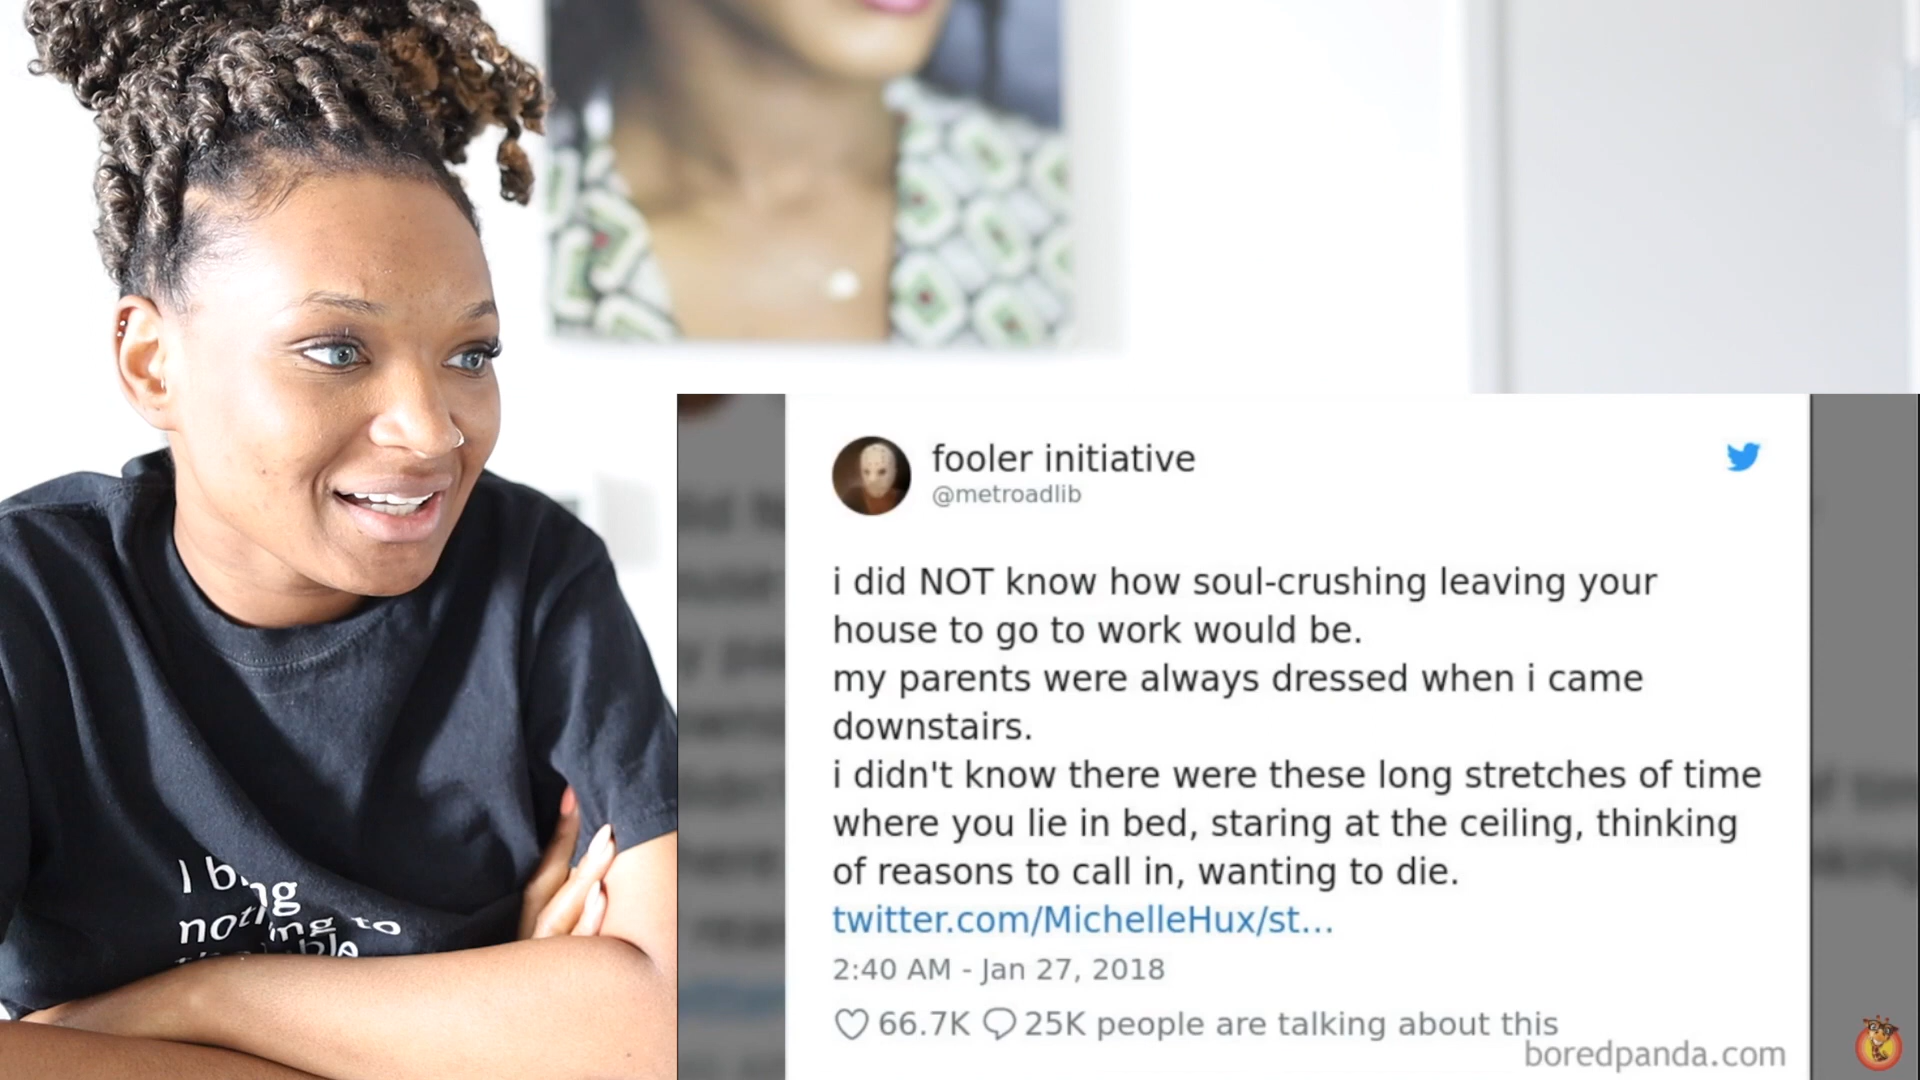 fooler initiative
@metroadlib
i did NOT know how soul-crushing leaving your
house to go to work would be.
my parents were always dressed when i came
downstairs.
i didn't know there were these long stretches of time
where you lie in bed, staring at the ceiling, thinking
of reasons to call in, wanting to die.
twitter.com/MichelleHux/st...
2:40 AM - Jan 27, 2018
66.7K 25K people are talking about this
boredpanda.com
I bring
nothing to